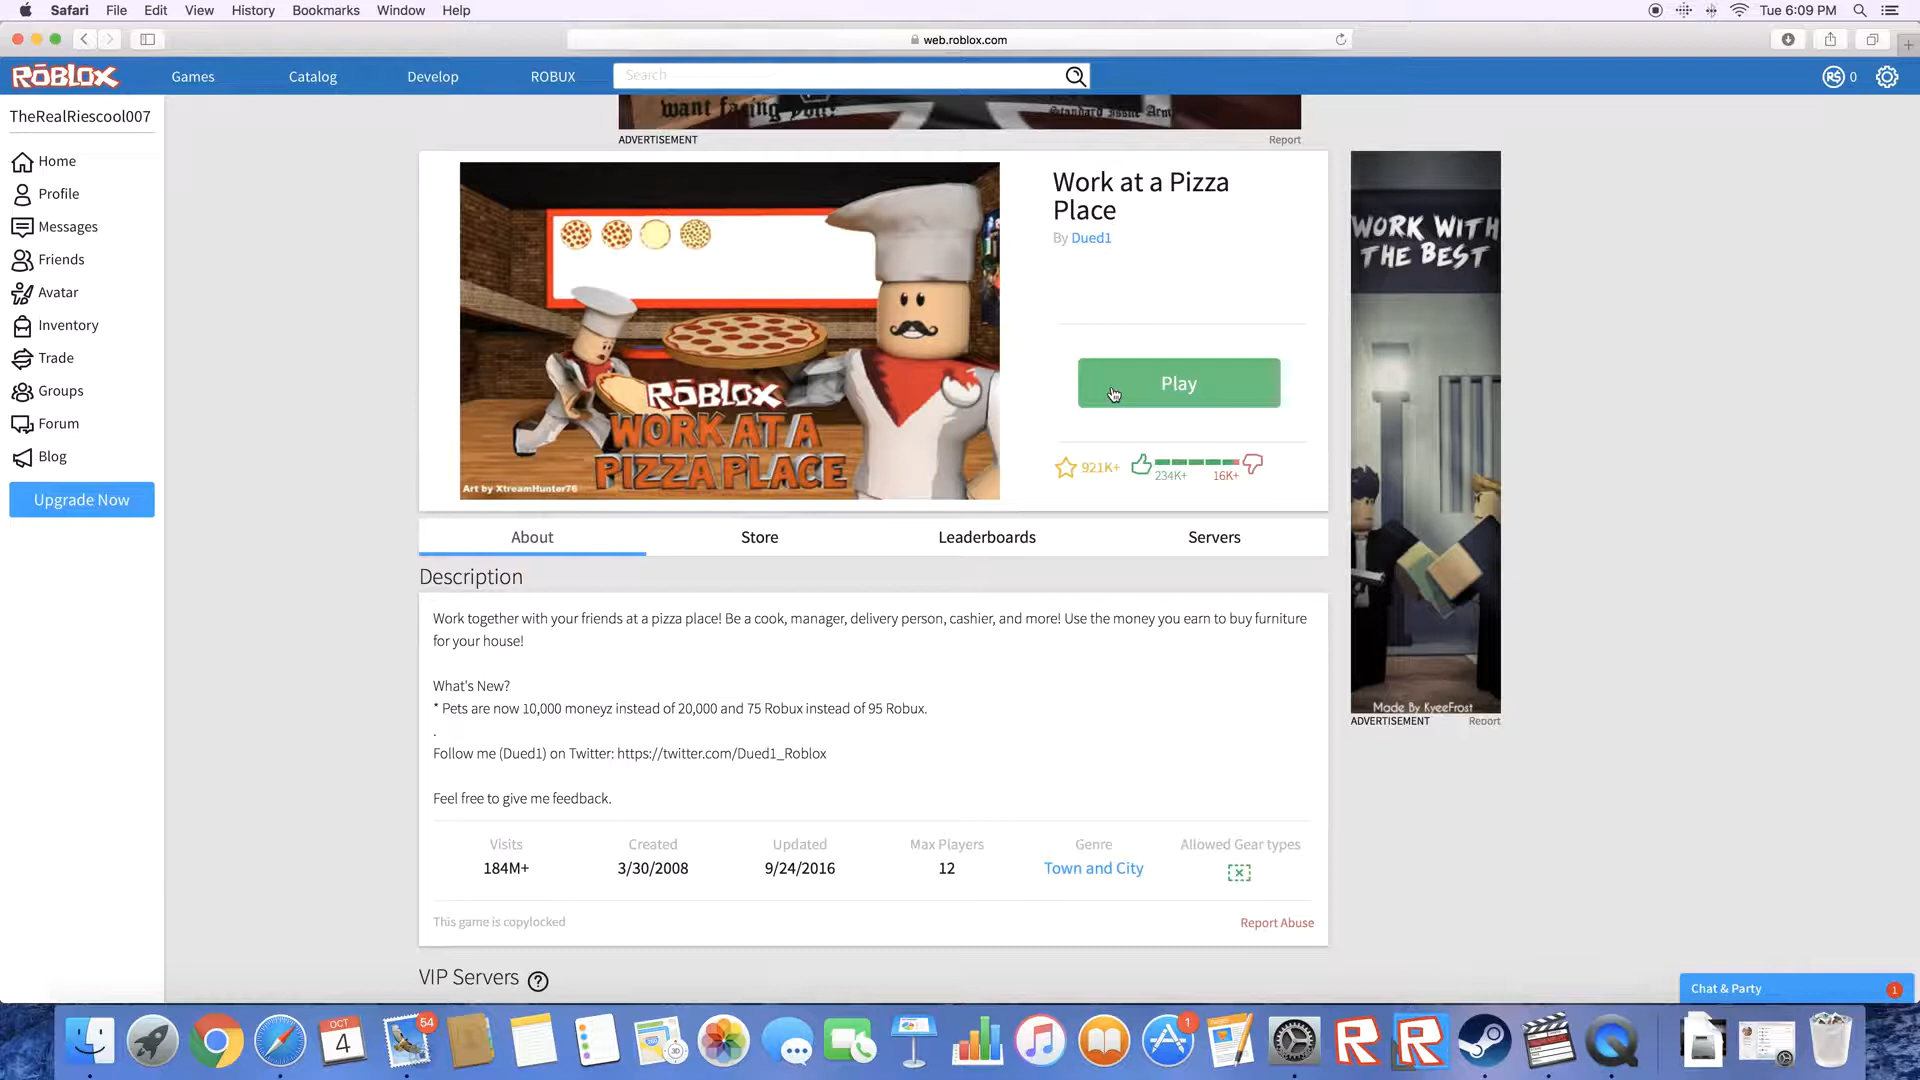 Safari File Edit View History Bookmarks Window Help
Tue 6:09 PM
web.roblox.com
ROBLOX Games Catalog Develop ROBUX Search R$ 0
TheRealRiescool007
Home
Profile
Messages
Friends
Avatar
Inventory
Trade
Groups
Forum
Blog
Upgrade Now
want facing you?
Standard Issue Arm
ADVERTISEMENT Report
ROBLOX
WORK AT A
PIZZA PLACE
Art by XtreamHunter76
Work at a Pizza
Place
By Dued1
Play
921K+ 234K+ 16K+
WORK WITH
THE BEST
Made By KyeeFrost
ADVERTISEMENT Report
About Store Leaderboards Servers
Description
Work together with your friends at a pizza place! Be a cook, manager, delivery person, cashier, and more! Use the money you earn to buy furniture
for your house!
What's New?
* Pets are now 10,000 moneyz instead of 20,000 and 75 Robux instead of 95 Robux.
.
Follow me (Dued1) on Twitter: https://twitter.com/Dued1_Roblox
Feel free to give me feedback.
Visits Created Updated Max Players Genre Allowed Gear types
184M+ 3/30/2008 9/24/2016 12 Town and City
This game is copylocked Report Abuse
VIP Servers ?
Chat & Party 1
OCT
4
54
1